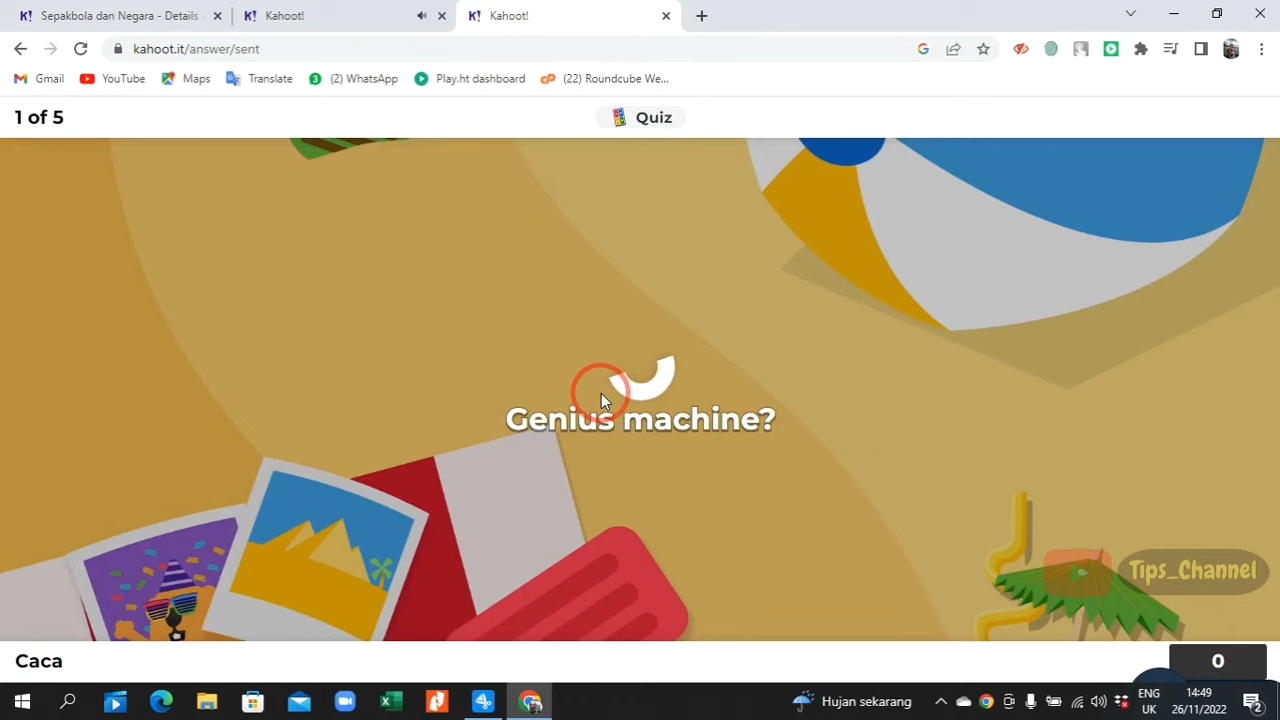 Sepakbola dan Negara - Details
Kahoot!
Kahoot!
kahoot.it/answer/sent
Gmail
YouTube
Maps
Translate
(2) WhatsApp
Play.ht dashboard
(22) Roundcube We...
1 of 5
Quiz
Genius machine?
Tips_Channel
Caca
0
Hujan sekarang
ENG
UK
14:49
26/11/2022
2